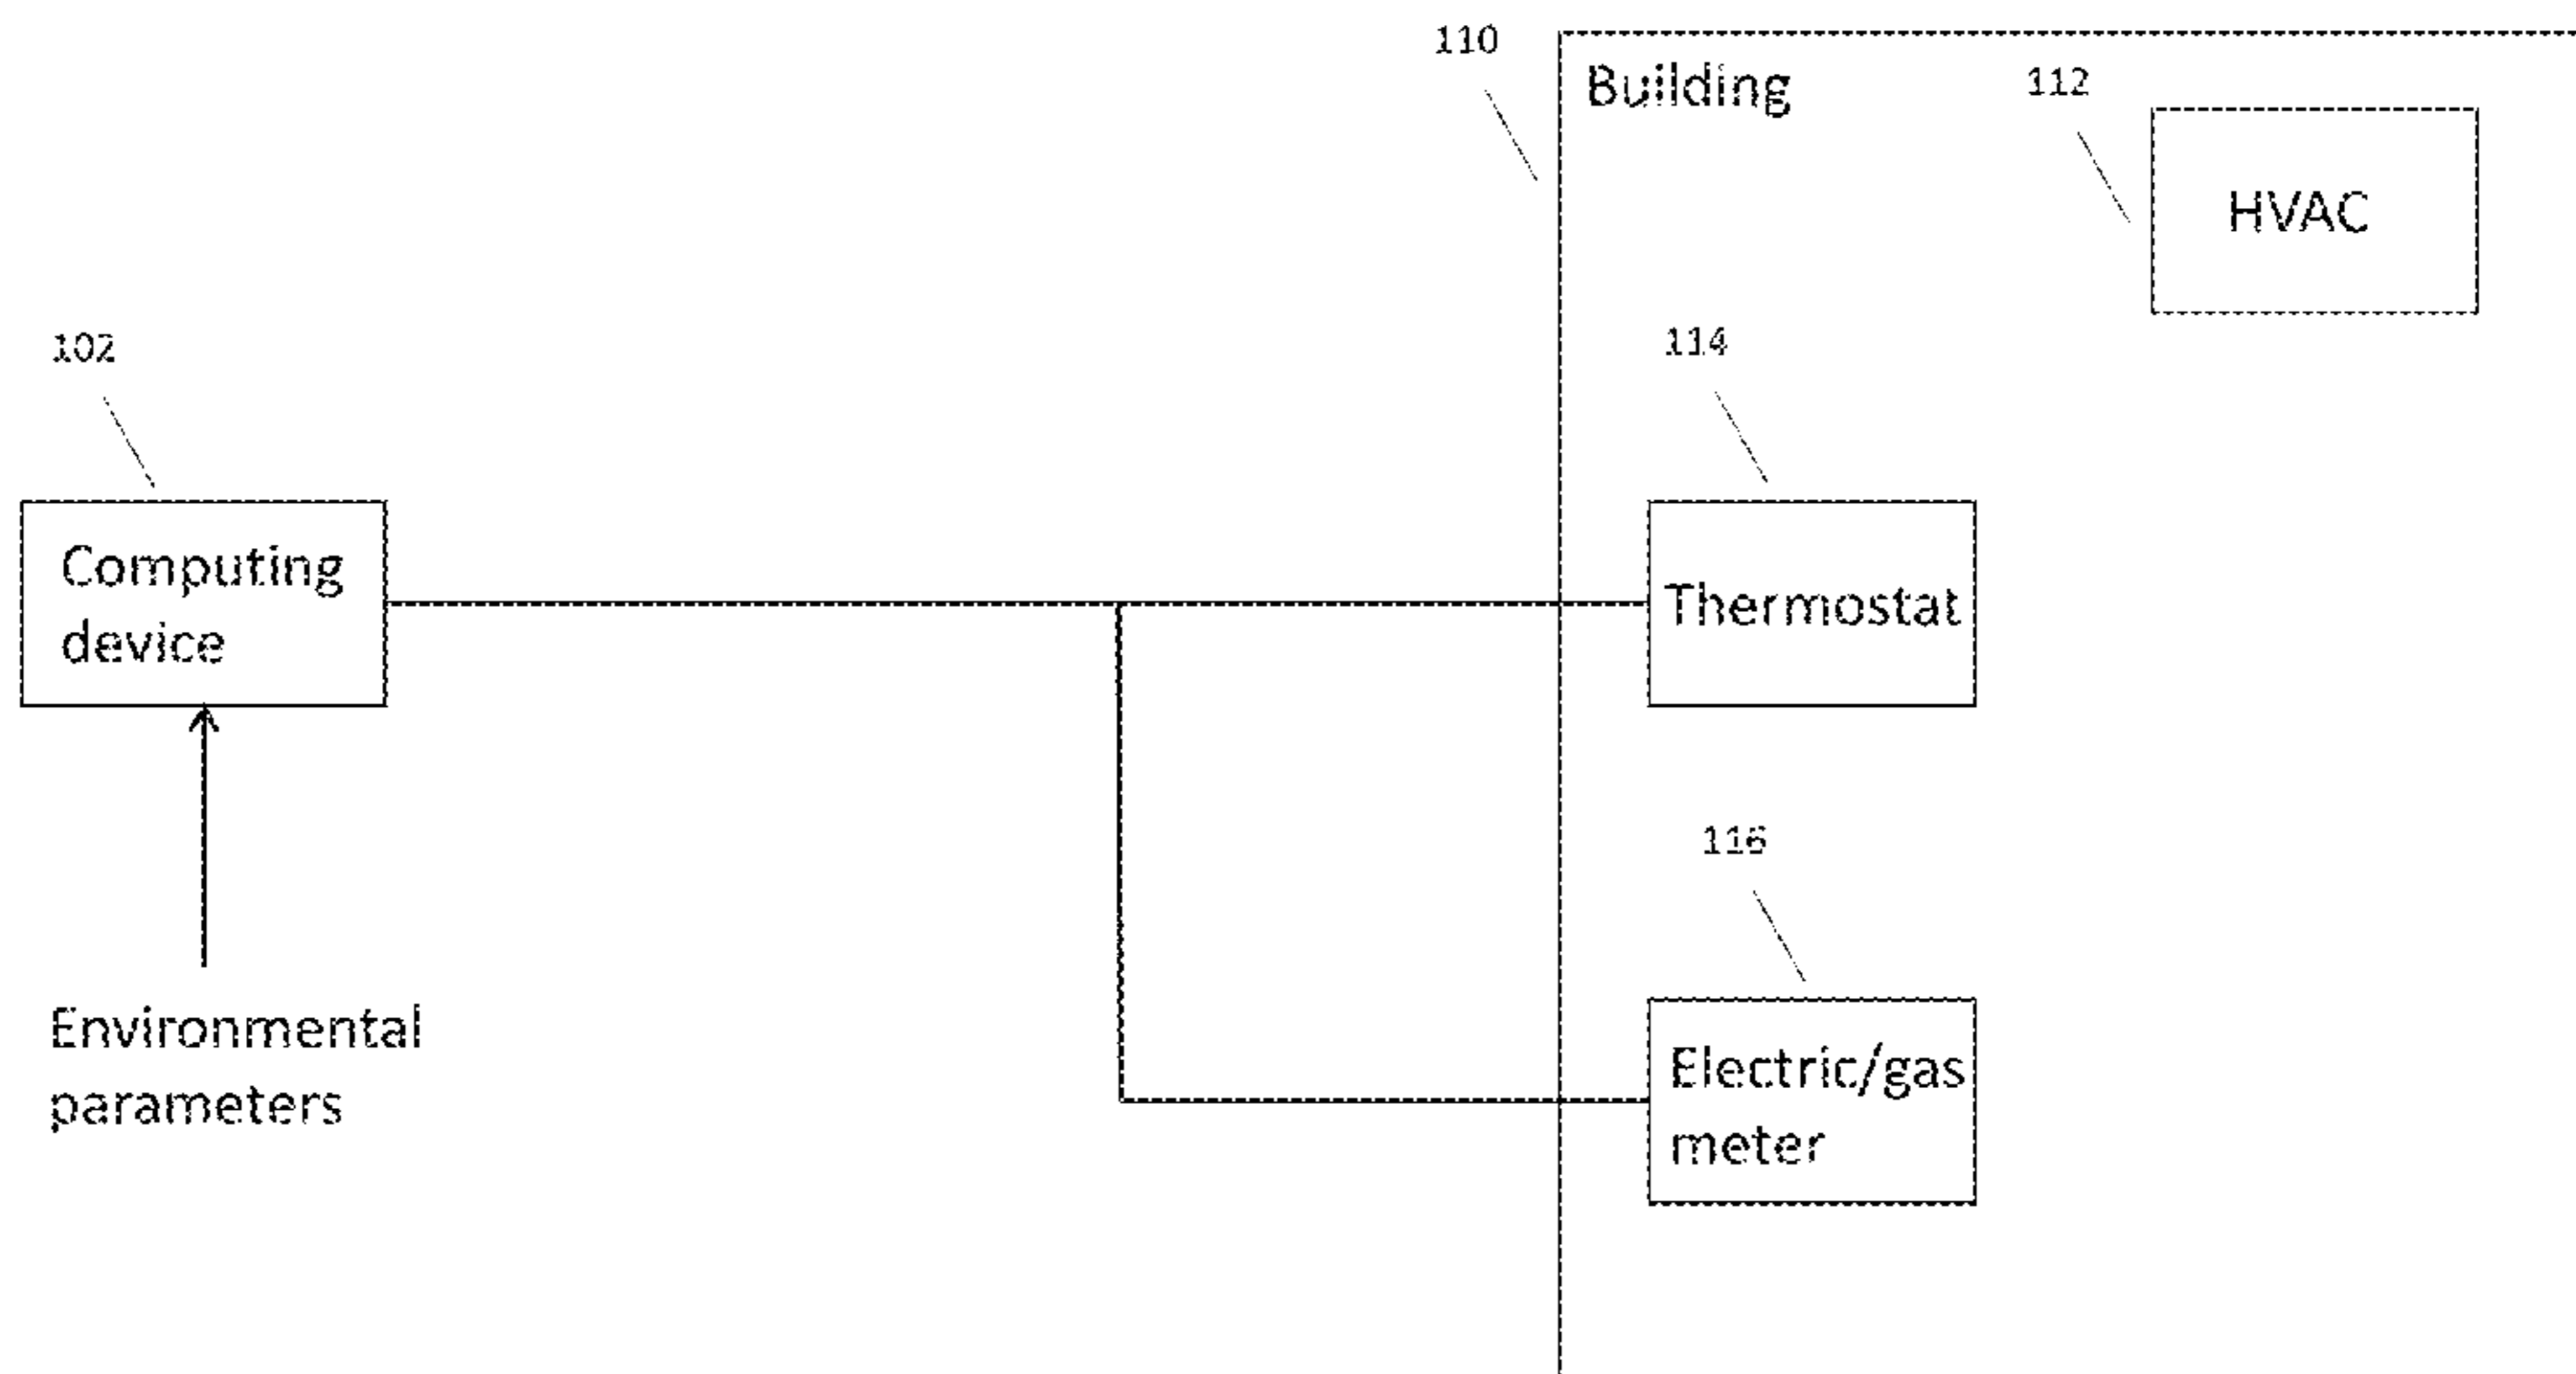 110
Building
112
HVAC
102
114
Computing
device
Thermostat
116
Environmental
parameters
Electric/gas
meter